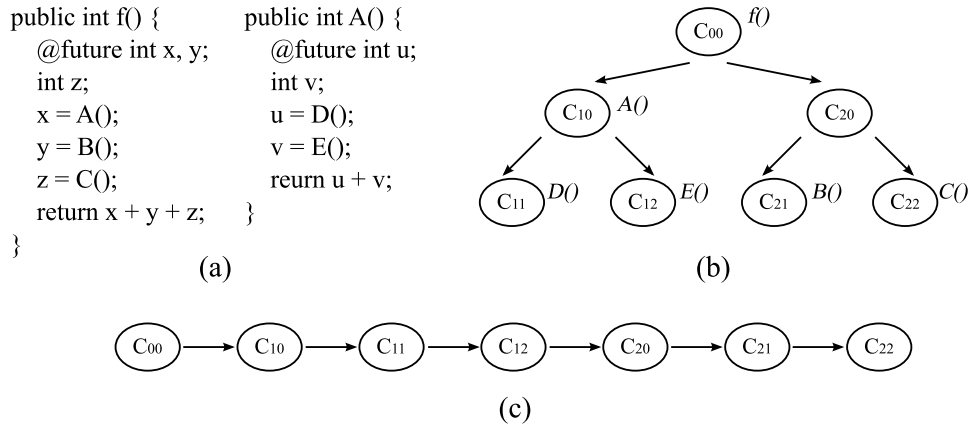 public int f() {
@future int x, y;
int z;
x = A();
y = B();
z = C();
return x + y + z;
}
(a)
public int A() {
@future int u;
int v;
u = D();
v = E();
reurn u + v;
}
C00 f()
C10 A() C20
C11 D() C12 E() C21 B() C22 C()
(b)
C00 C10 C11 C12 C20 C21 C22
(c)